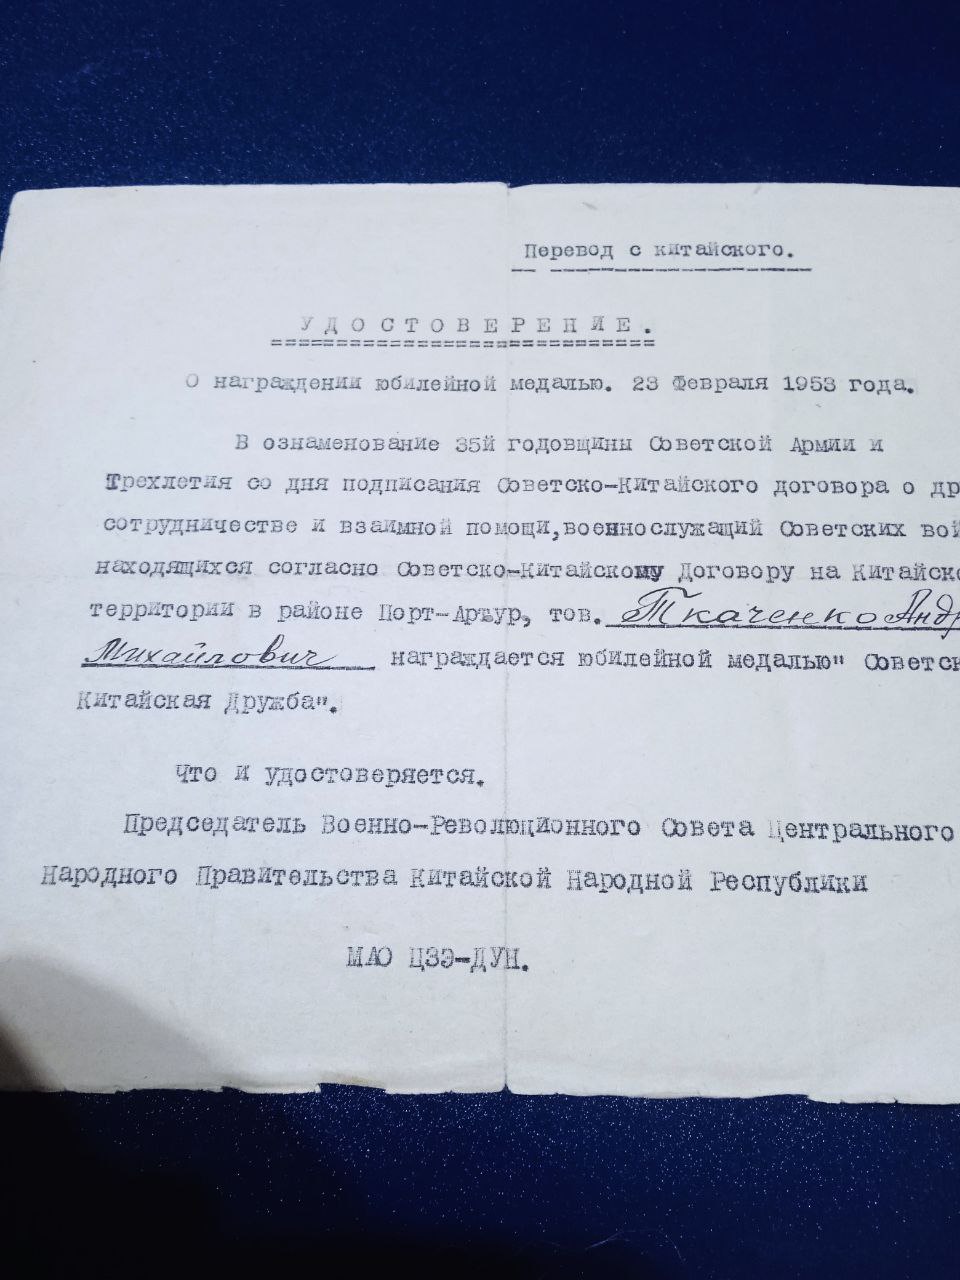 Перевод с китайского.
УДОСТОВЕРЕНИЕ.
О награждении юбилейной медалью. 23 Февраля 1953 года.
В ознаменование 35й годовщины Советской Армии и
Трехлетия со дня подписания Советско-Китайского договора о др
сотрудничестве и взаимной помощи,военнослужащий Советских вой
находящихся согласно Советско-Китайскому Договору на Китайско
территории в районе Порт-Артур, тов. Ткаченко Андр
Михайлович награждается юбилейной медалью" Советск
Китайская Дружба".
Что и удостоверяется.
Председатель Военно-Революционного Совета Центрального
Народного Правительства Китайской Народной Республики
МАО ЦЗЭ-ДУН.